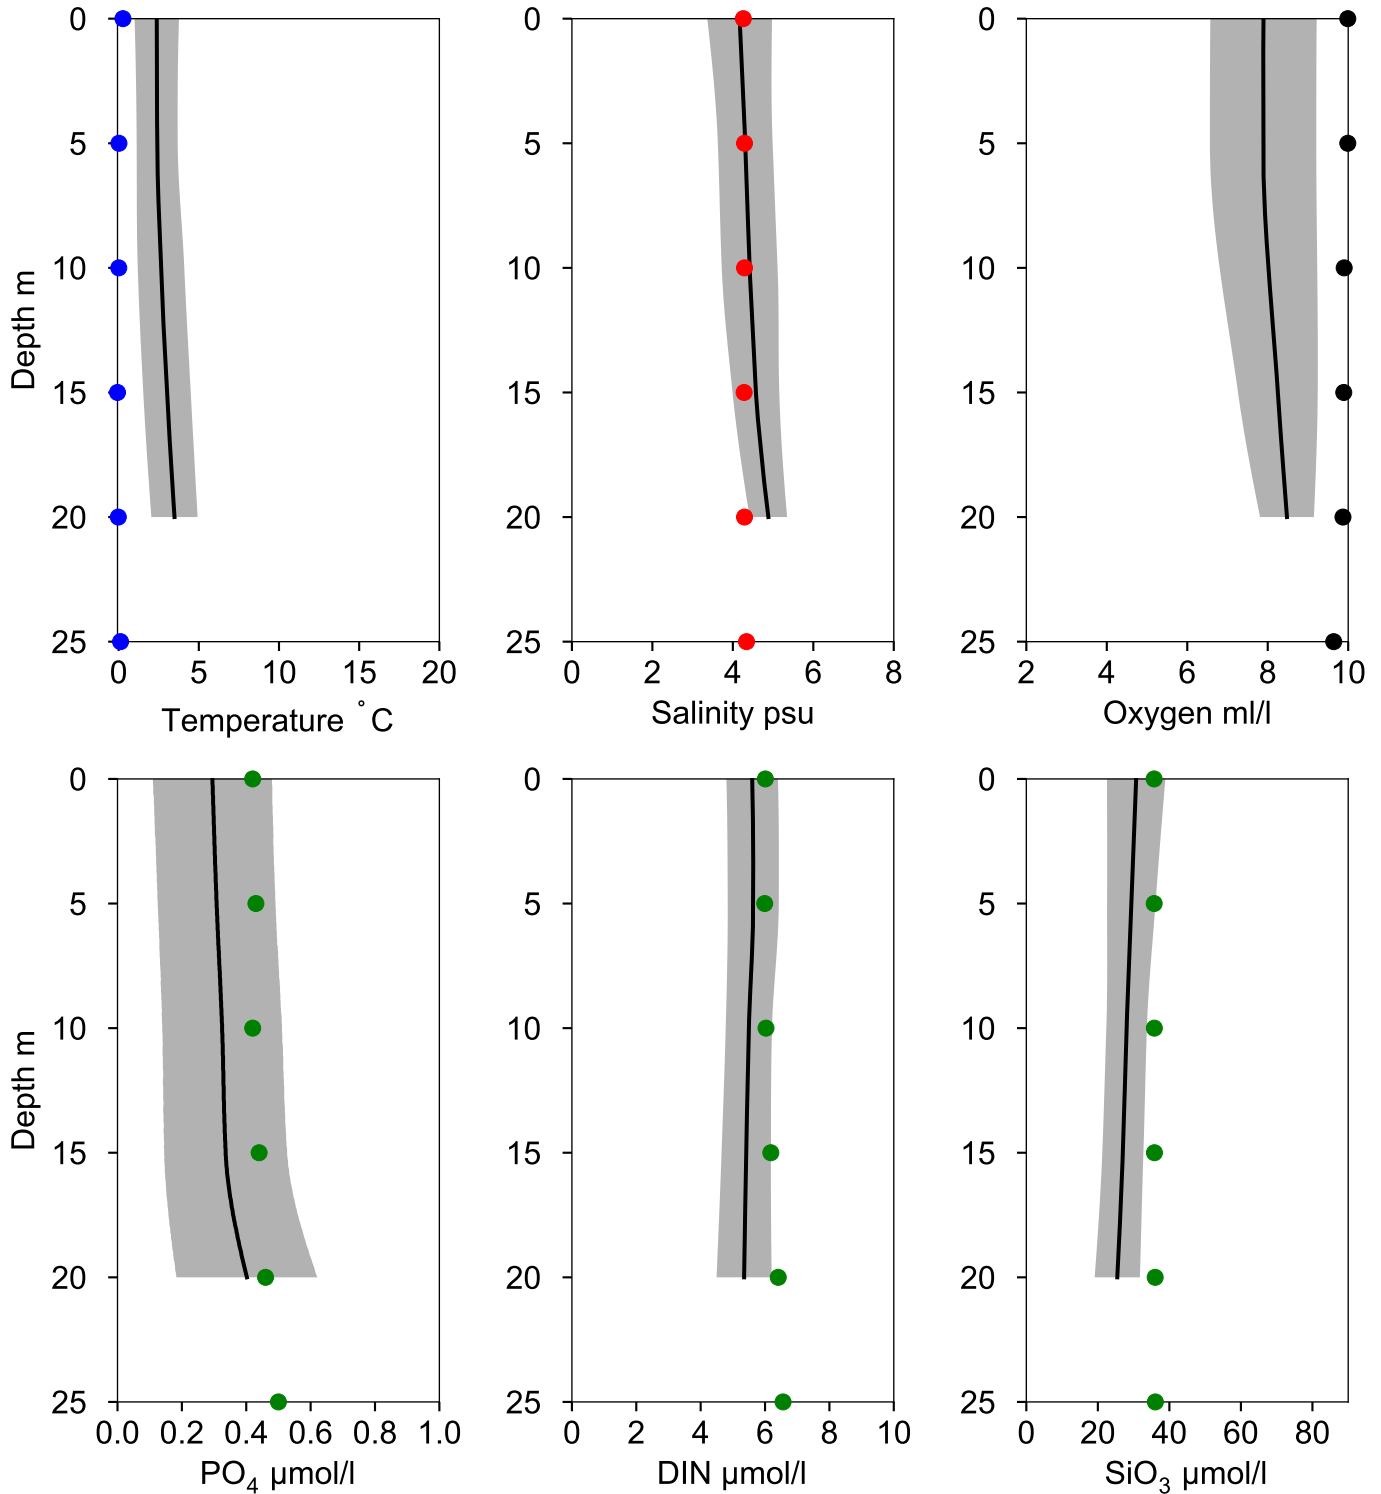 0 0 0
5 5 5
10 10 10
15 15 15
20 20 20
25 25 25
Depth m
0 5 10 15 20
0 2 4 6 8
2 4 6 8 10
Temperature °C
Salinity psu
Oxygen ml/l
0 0 0
5 5 5
10 10 10
15 15 15
20 20 20
25 25 25
Depth m
0.0 0.2 0.4 0.6 0.8 1.0
0 2 4 6 8 10
0 20 40 60 80
PO₄ µmol/l
DIN µmol/l
SiO₃ µmol/l